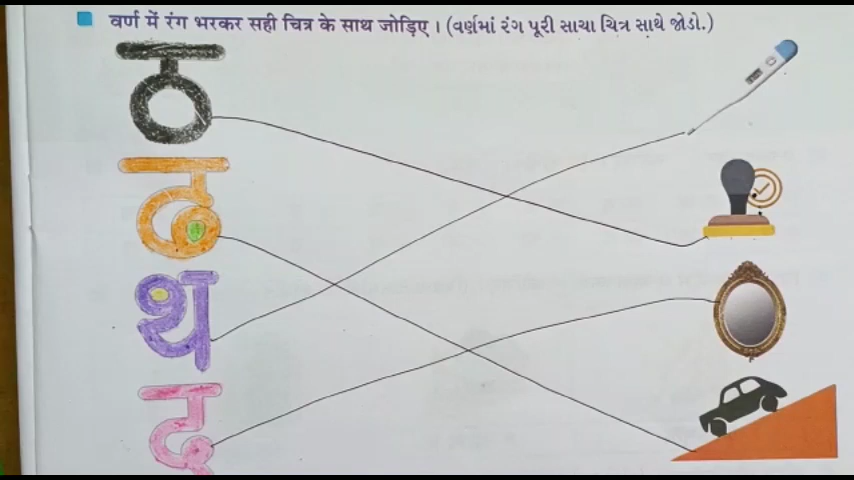 वर्ण में रंग भरकर सही चित्र के साथ जोड़िए । (વર્ણમાં રંગ પૂરી સાચા ચિત્ર સાથે જોડો.)
ठ
ढ
थ
द